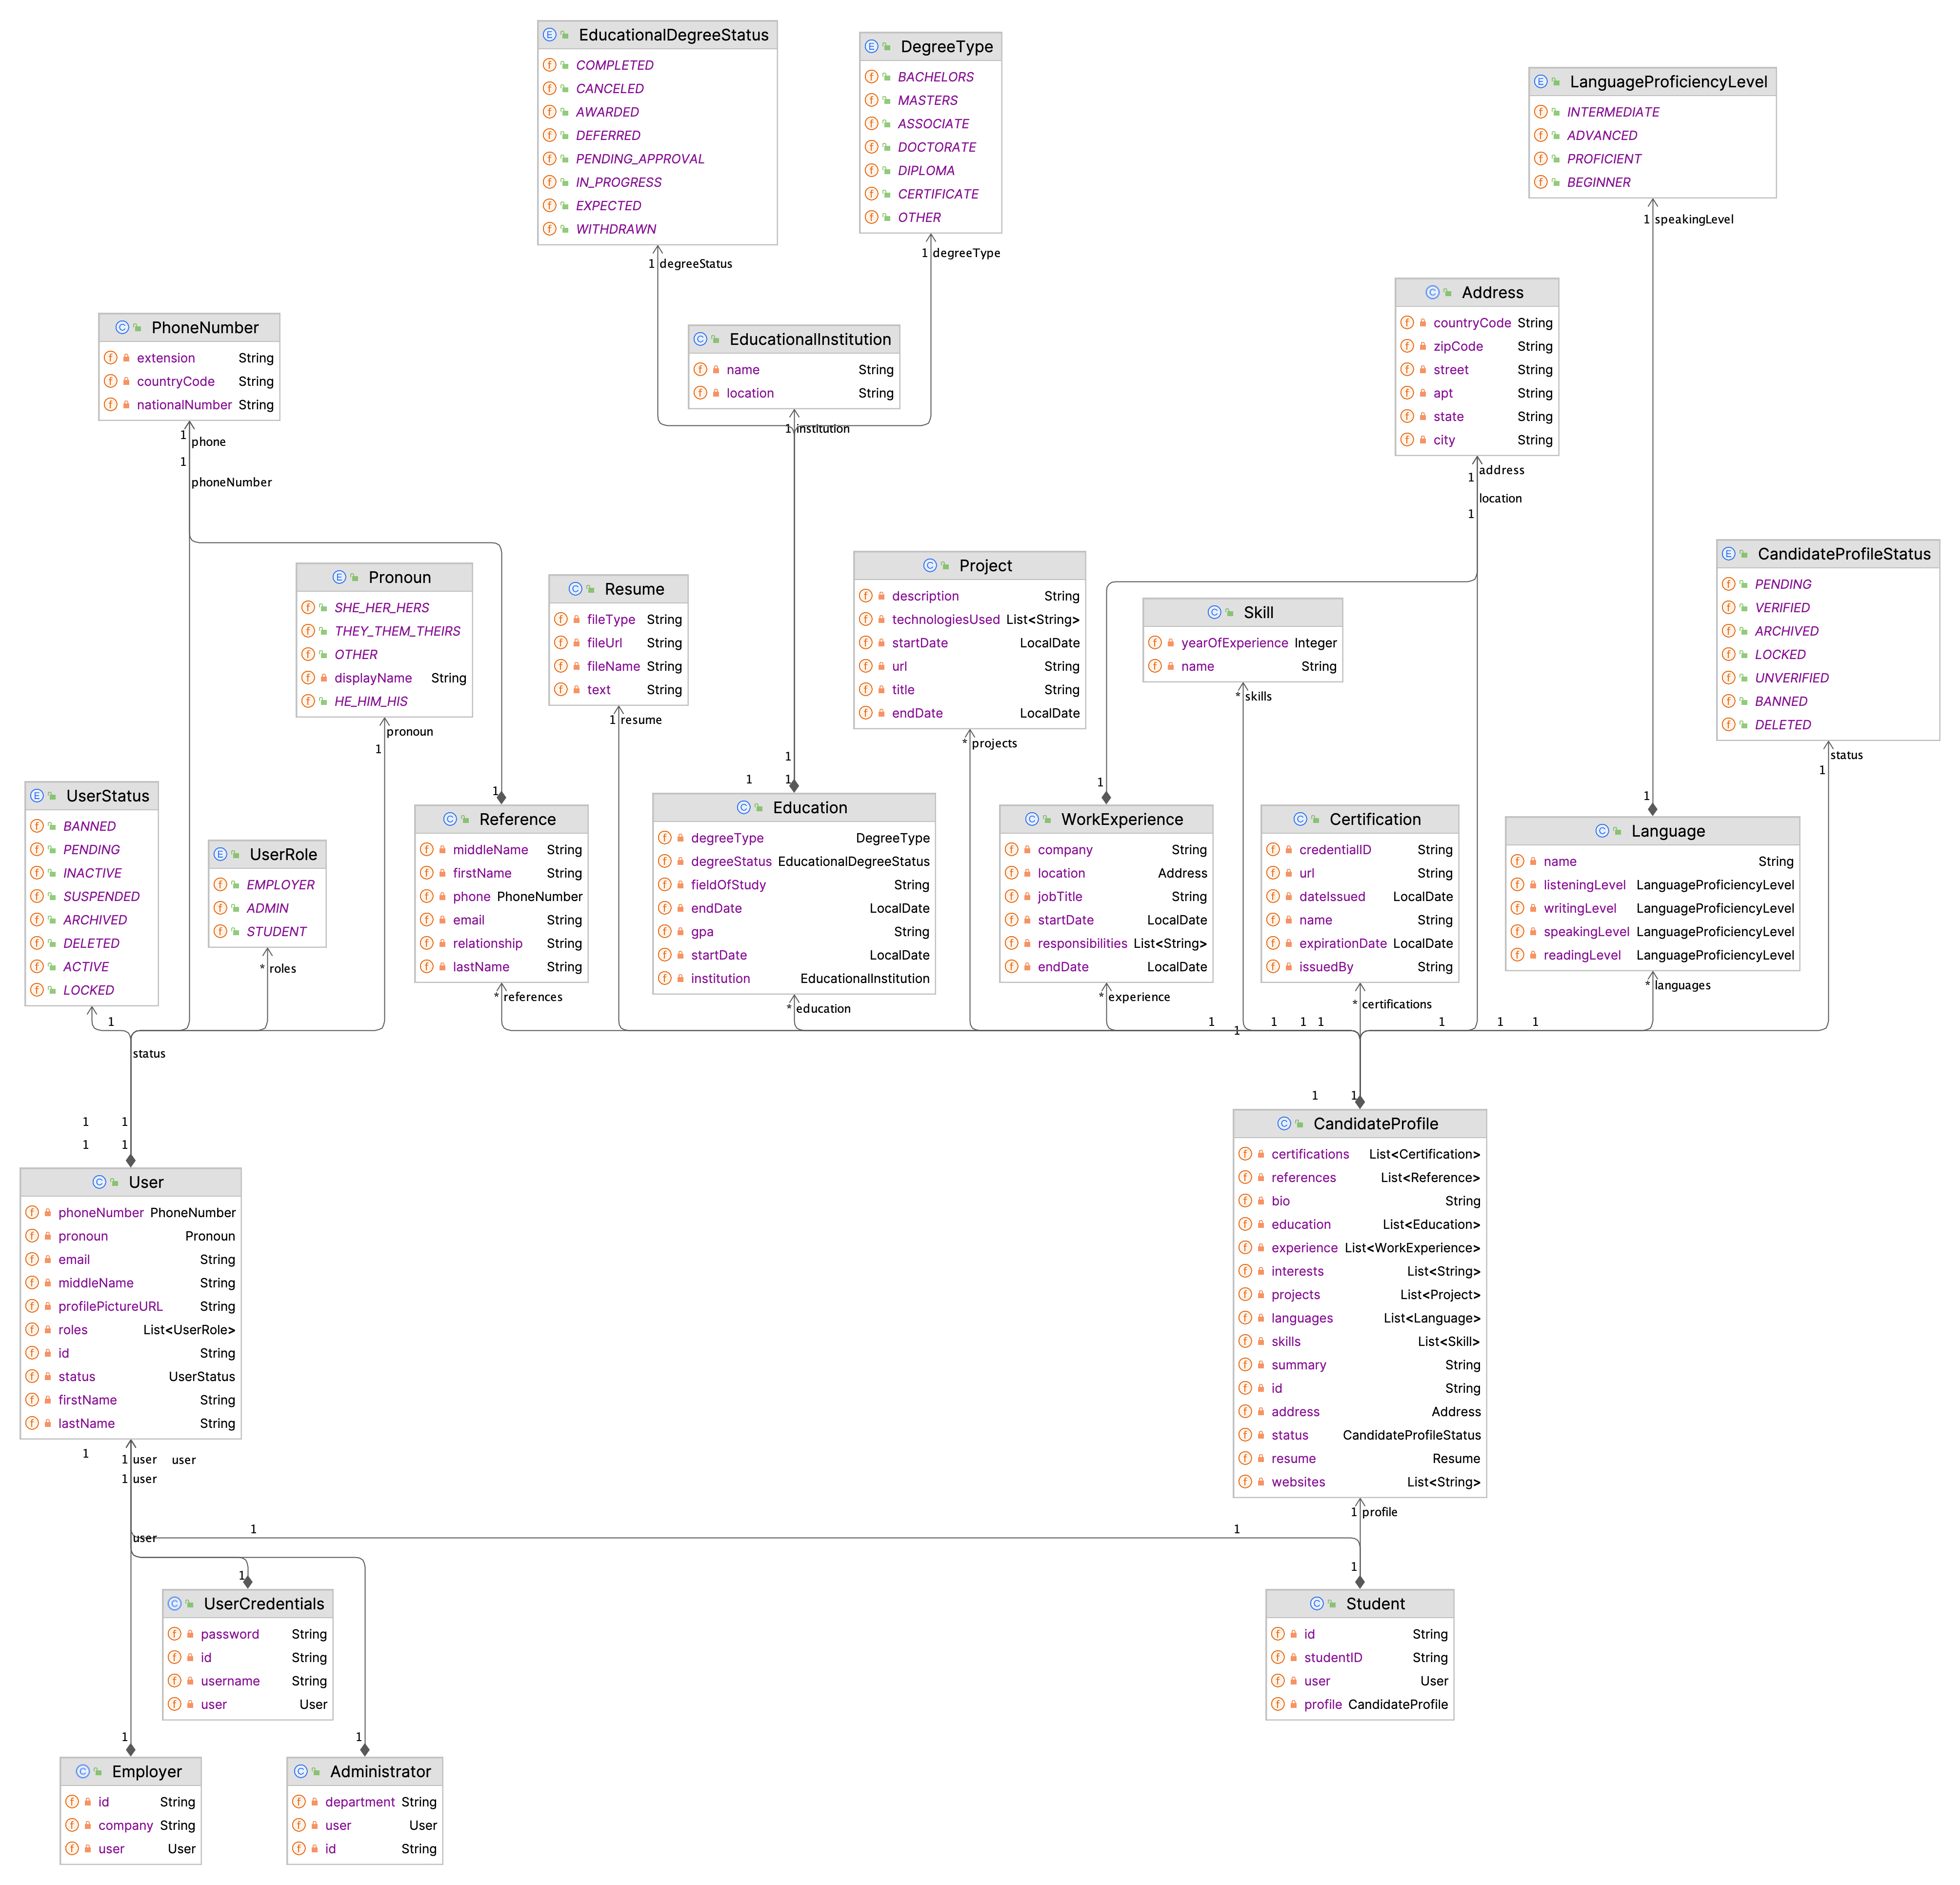 EducationalDegreeStatus
COMPLETED
CANCELED
AWARDED
DEFERRED
PENDING_APPROVAL
IN_PROGRESS
EXPECTED
WITHDRAWN
1 degreeStatus
DegreeType
BACHELORS
MASTERS
ASSOCIATE
DOCTORATE
DIPLOMA
CERTIFICATE
OTHER
1 degreeType
LanguageProficiencyLevel
INTERMEDIATE
ADVANCED
PROFICIENT
BEGINNER
1 speakingLevel
Address
countryCode String
zipCode String
street String
apt String
state String
city String
address
1
location
1
PhoneNumber
extension String
countryCode String
nationalNumber String
1 phone
1
phoneNumber
EducationalInstitution
name String
location String
1 institution
Pronoun
SHE_HER_HERS
THEY_THEM_THEIRS
OTHER
displayName String
HE_HIM_HIS
pronoun
1
Resume
fileType String
fileUrl String
fileName String
text String
1 resume
Project
description String
technologiesUsed List<String>
startDate LocalDate
url String
title String
endDate LocalDate
* projects
Skill
yearOfExperience Integer
name String
* skills
CandidateProfileStatus
PENDING
VERIFIED
ARCHIVED
LOCKED
UNVERIFIED
BANNED
DELETED
status
1
UserStatus
BANNED
PENDING
INACTIVE
SUSPENDED
ARCHIVED
DELETED
ACTIVE
LOCKED
1
status
UserRole
EMPLOYER
ADMIN
STUDENT
* roles
1
Reference
middleName String
firstName String
phone PhoneNumber
email String
relationship String
lastName String
* references
1
1 1
Education
degreeType DegreeType
degreeStatus EducationalDegreeStatus
fieldOfStudy String
endDate LocalDate
gpa String
startDate LocalDate
institution EducationalInstitution
* education
1
WorkExperience
company String
location Address
jobTitle String
startDate LocalDate
responsibilities List<String>
endDate LocalDate
* experience
Certification
credentialID String
url String
dateIssued LocalDate
name String
expirationDate LocalDate
issuedBy String
* certifications
1
Language
name String
listeningLevel LanguageProficiencyLevel
writingLevel LanguageProficiencyLevel
speakingLevel LanguageProficiencyLevel
readingLevel LanguageProficiencyLevel
* languages
1 1 1 1 1 1 1 1
1 1
1 1
1 1
User
phoneNumber PhoneNumber
pronoun Pronoun
email String
middleName String
profilePictureURL String
roles List<UserRole>
id String
status UserStatus
firstName String
lastName String
1 1 user user
1 user
user
1 1
CandidateProfile
certifications List<Certification>
references List<Reference>
bio String
education List<Education>
experience List<WorkExperience>
interests List<String>
projects List<Project>
languages List<Language>
skills List<Skill>
summary String
id String
address Address
status CandidateProfileStatus
resume Resume
websites List<String>
1 profile
1
UserCredentials
password String
id String
username String
user User
1
Student
id String
studentID String
user User
profile CandidateProfile
1
Employer
id String
company String
user User
1
Administrator
department String
user User
id String